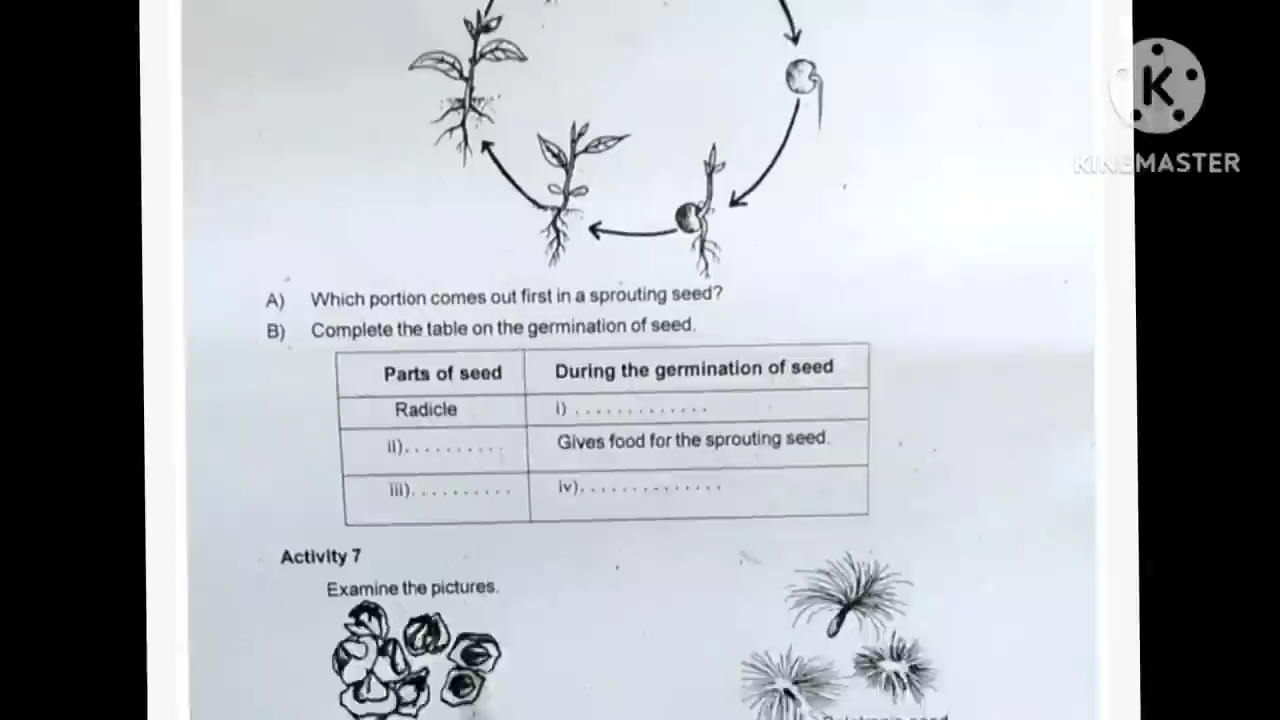 K
KINEMASTER
A) Which portion comes out first in a sprouting seed?
B) Complete the table on the germination of seed.
Parts of seed During the germination of seed
Radicle i) . . . . . . . . . . . . .
ii). . . . . . . . . . Gives food for the sprouting seed.
iii). . . . . . . . . . iv). . . . . . . . . . . . . .
Activity 7
Examine the pictures.